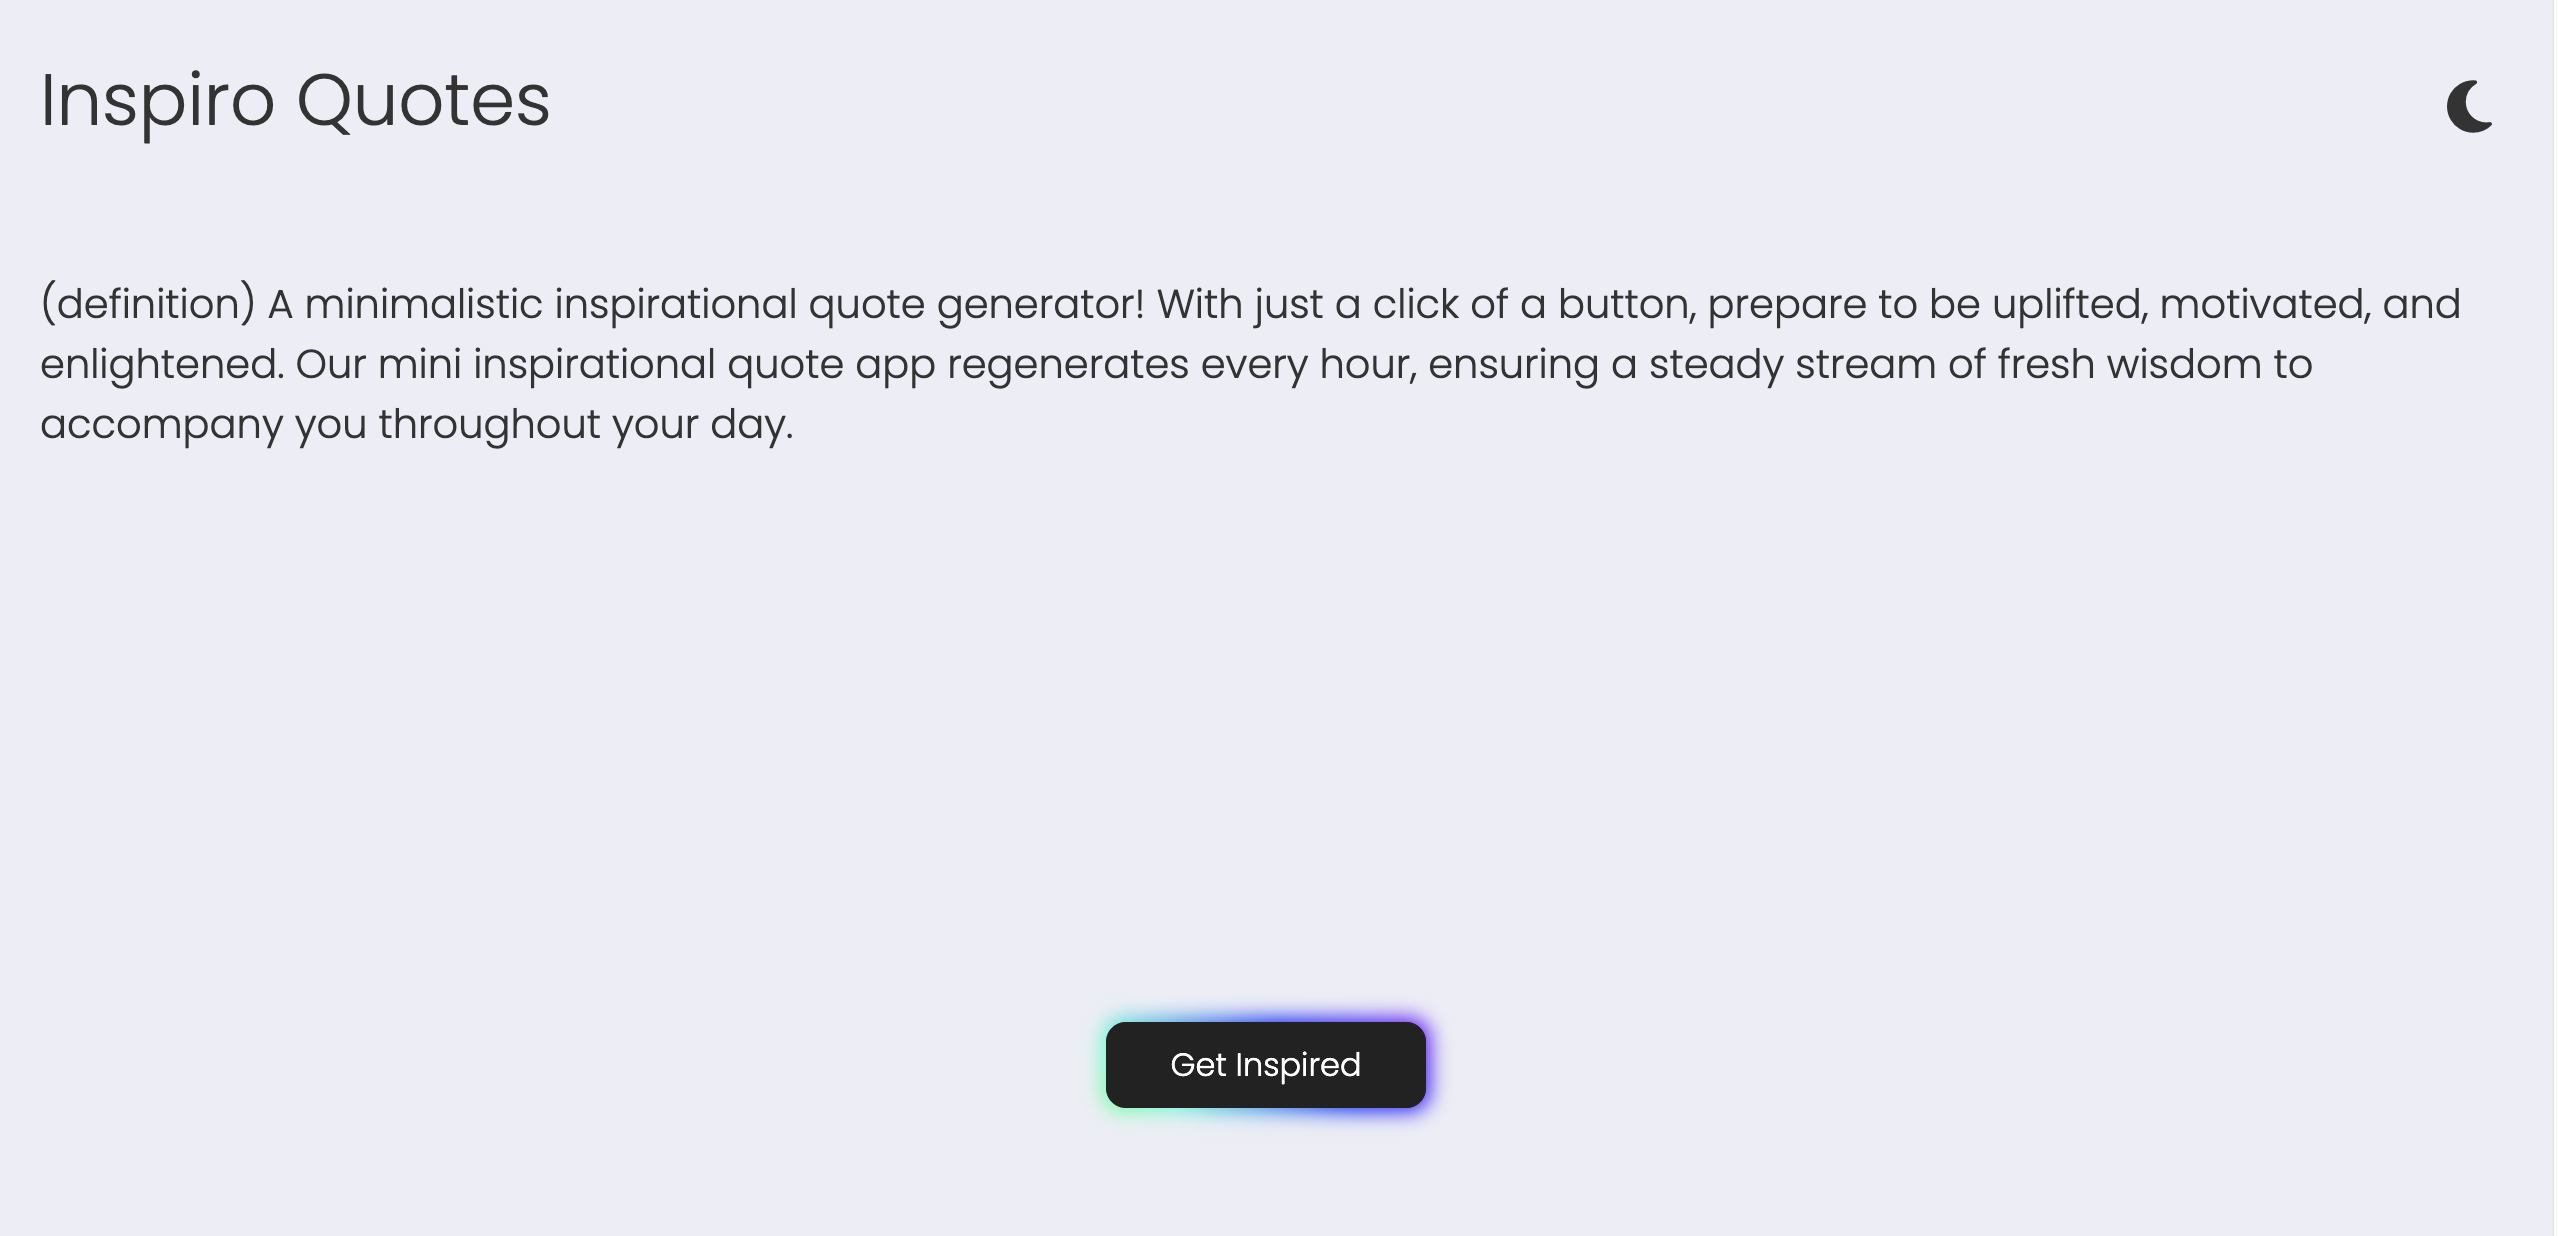 Inspiro Quotes
(definition) A minimalistic inspirational quote generator! With just a click of a button, prepare to be uplifted, motivated, and
enlightened. Our mini inspirational quote app regenerates every hour, ensuring a steady stream of fresh wisdom to
accompany you throughout your day.
Get Inspired